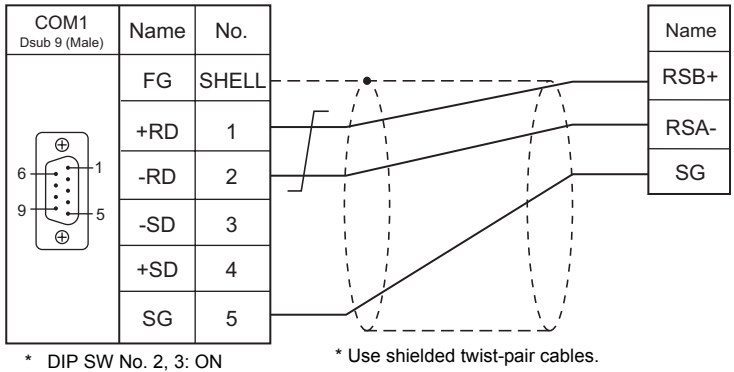 COM1
Dsub 9 (Male)
Name No.
Name
FG SHELL
RSB+
+RD 1
RSA-
-RD 2
SG
-SD 3
+SD 4
SG 5
6 1
9 5
* DIP SW No. 2, 3: ON
* Use shielded twist-pair cables.